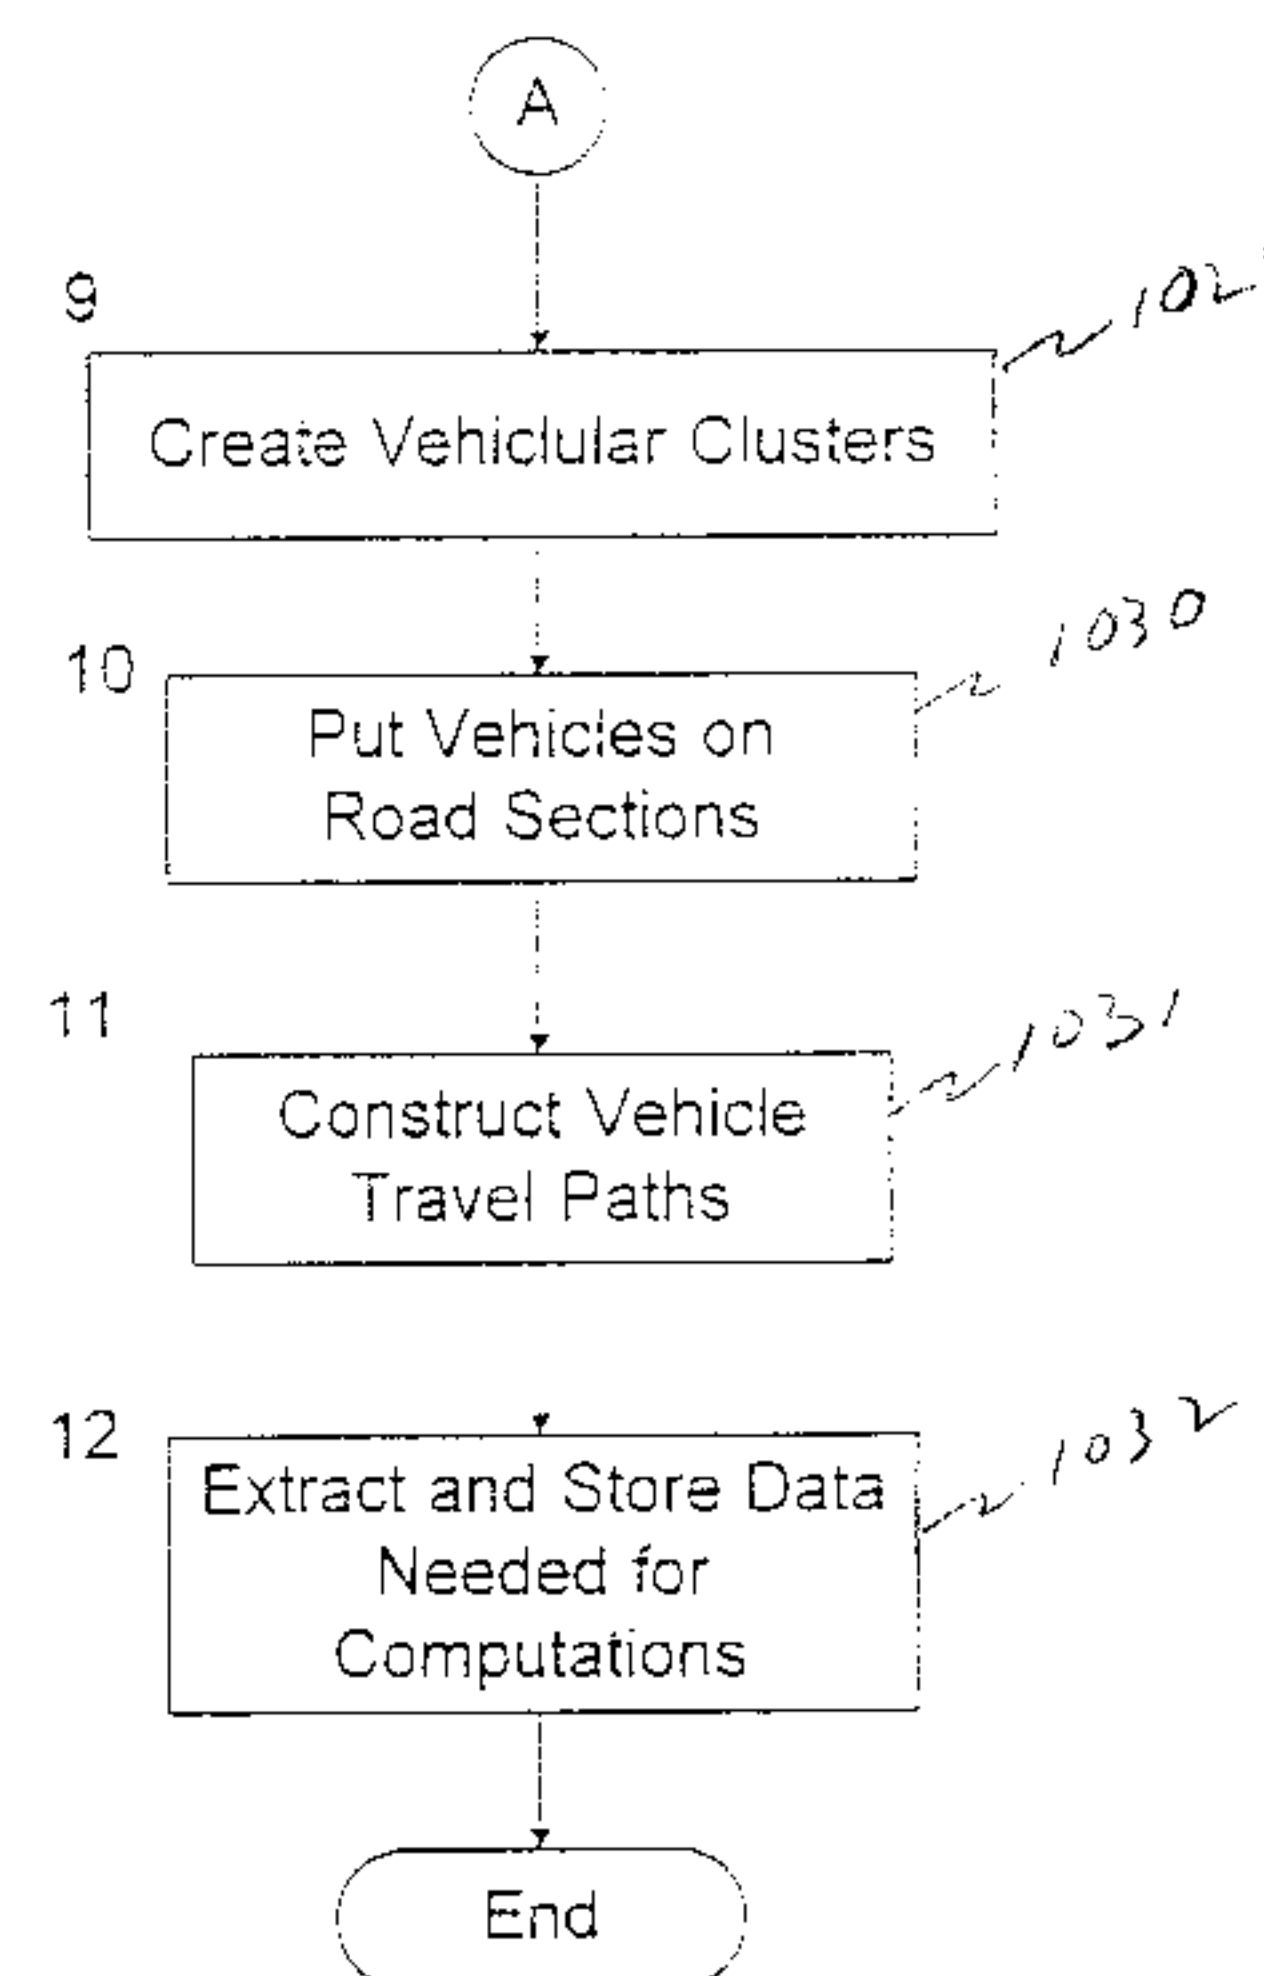 A
9
Create Vehiclular Clusters
10
1030
Put Vehicles on
Road Sections
11
1031
Construct Vehicle
Travel Paths
12
1032
Extract and Store Data
Needed for
Computations
End